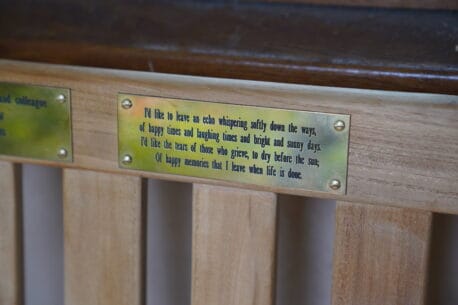 nd colleague
I'd like to leave an echo whispering softly down the ways,
of happy times and laughing times and bright and sunny days.
I'd like the tears of those who grieve, to dry before the sun;
Of happy memories that I leave when life is done.